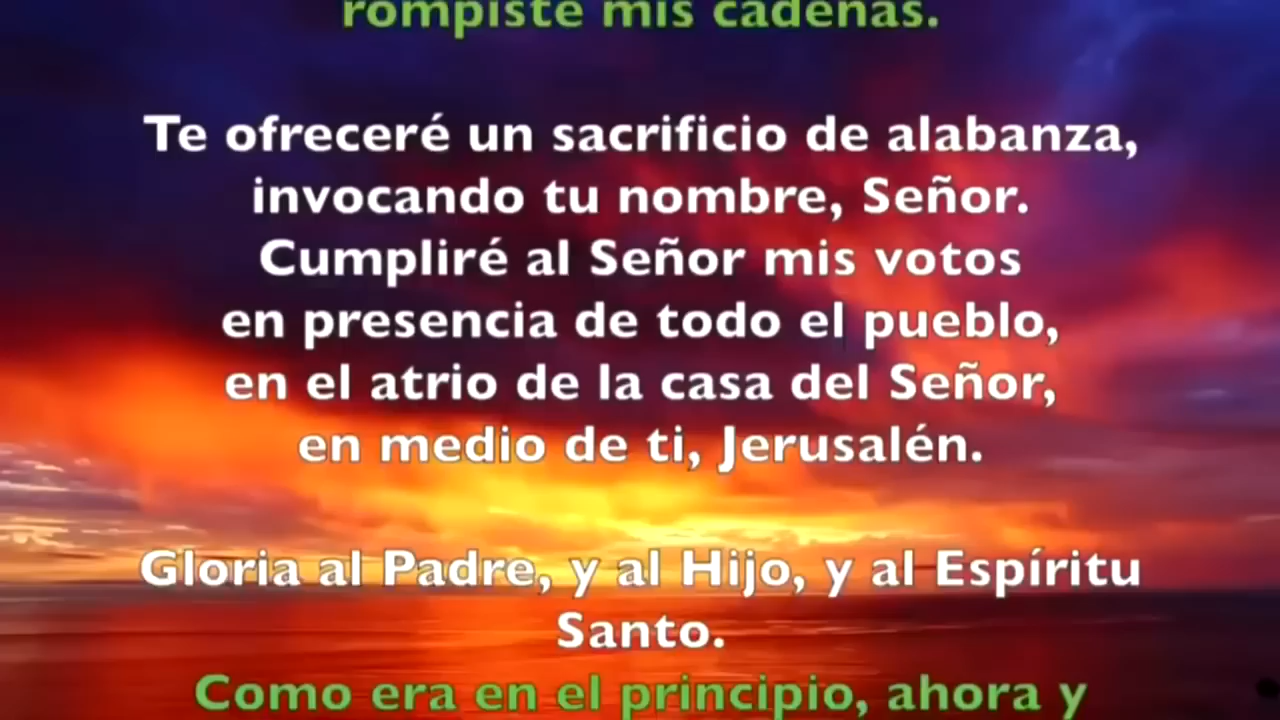 rompiste mis cadenas.
Te ofreceré un sacrificio de alabanza,
invocando tu nombre, Señor.
Cumpliré al Señor mis votos
en presencia de todo el pueblo,
en el atrio de la casa del Señor,
en medio de ti, Jerusalén.
Gloria al Padre, y al Hijo, y al Espíritu
Santo.
Como era en el principio, ahora y